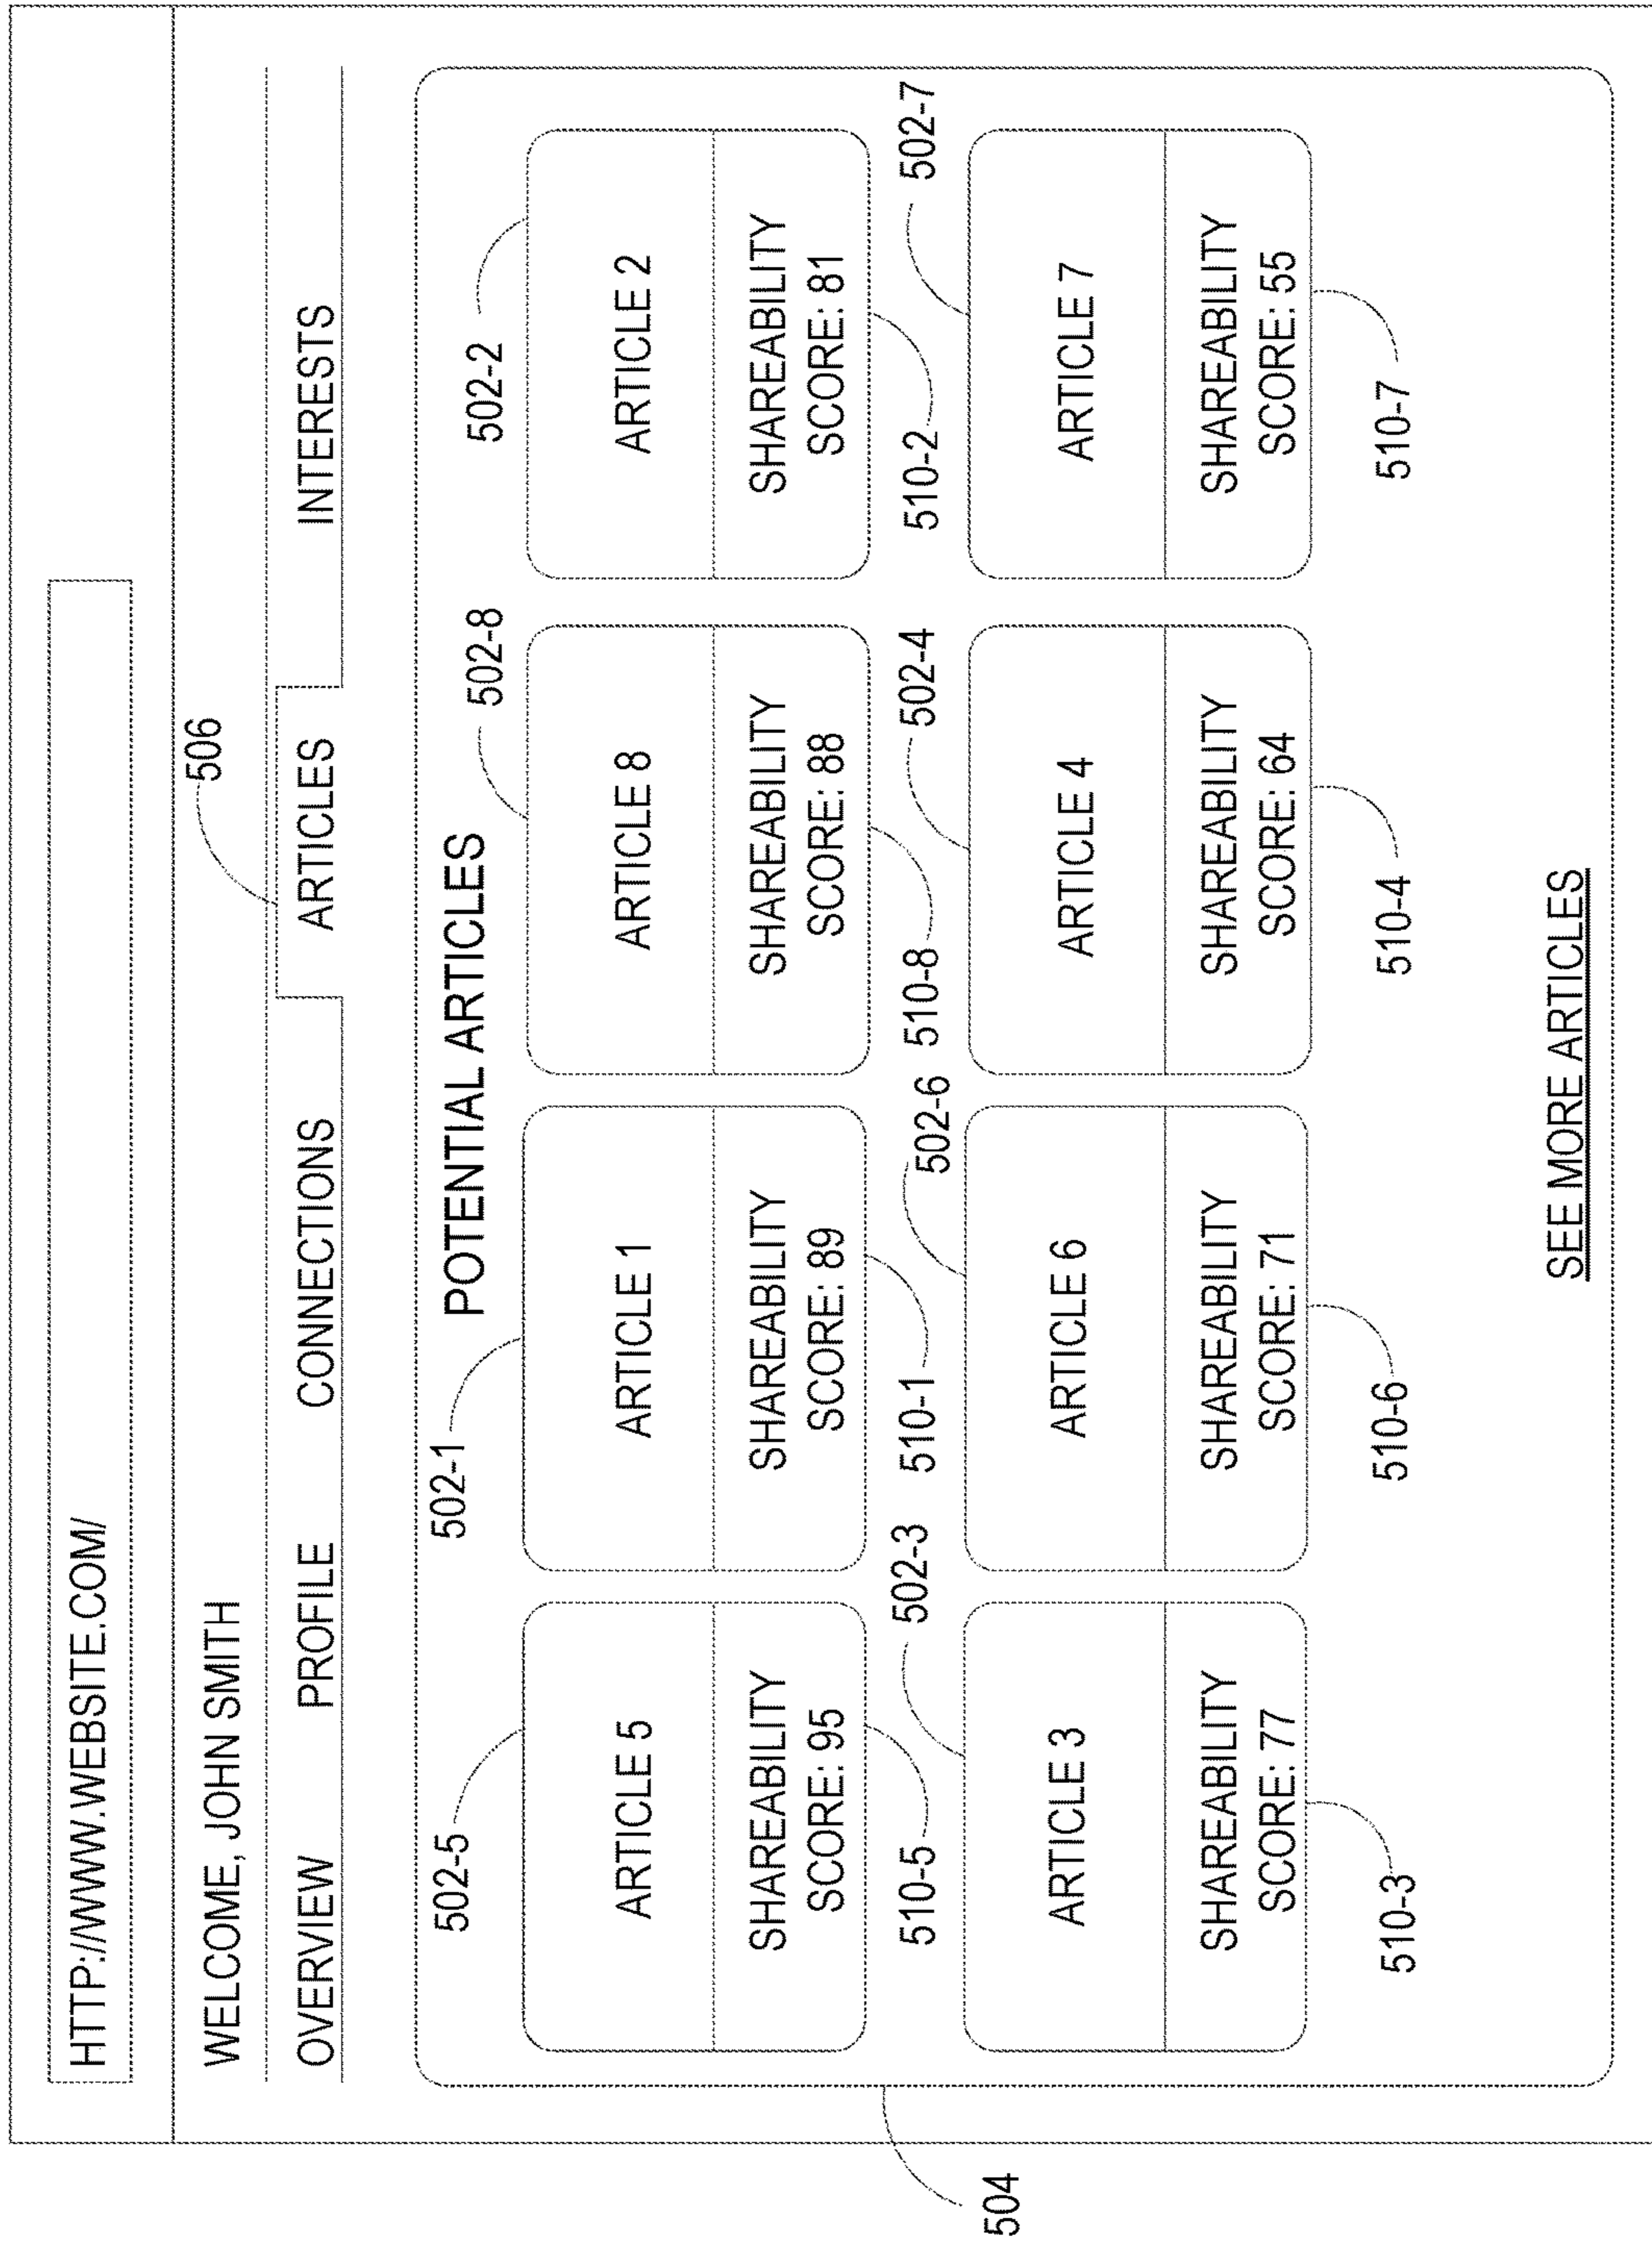 HTTP://WWW.WEBSITE.COM/
WELCOME, JOHN SMITH
506
OVERVIEW PROFILE CONNECTIONS ARTICLES INTERESTS
POTENTIAL ARTICLES
502-5 502-1 502-8 502-2
ARTICLE 5 ARTICLE 1 ARTICLE 8 ARTICLE 2
SHAREABILITY SHAREABILITY SHAREABILITY SHAREABILITY
SCORE: 95 SCORE: 89 SCORE: 88 SCORE: 81
510-5 502-3 510-1 502-6 510-8 502-4 510-2 502-7
504
ARTICLE 3 ARTICLE 6 ARTICLE 4 ARTICLE 7
SHAREABILITY SHAREABILITY SHAREABILITY SHAREABILITY
SCORE: 77 SCORE: 71 SCORE: 64 SCORE: 55
510-3 510-6 510-4 510-7
SEE MORE ARTICLES